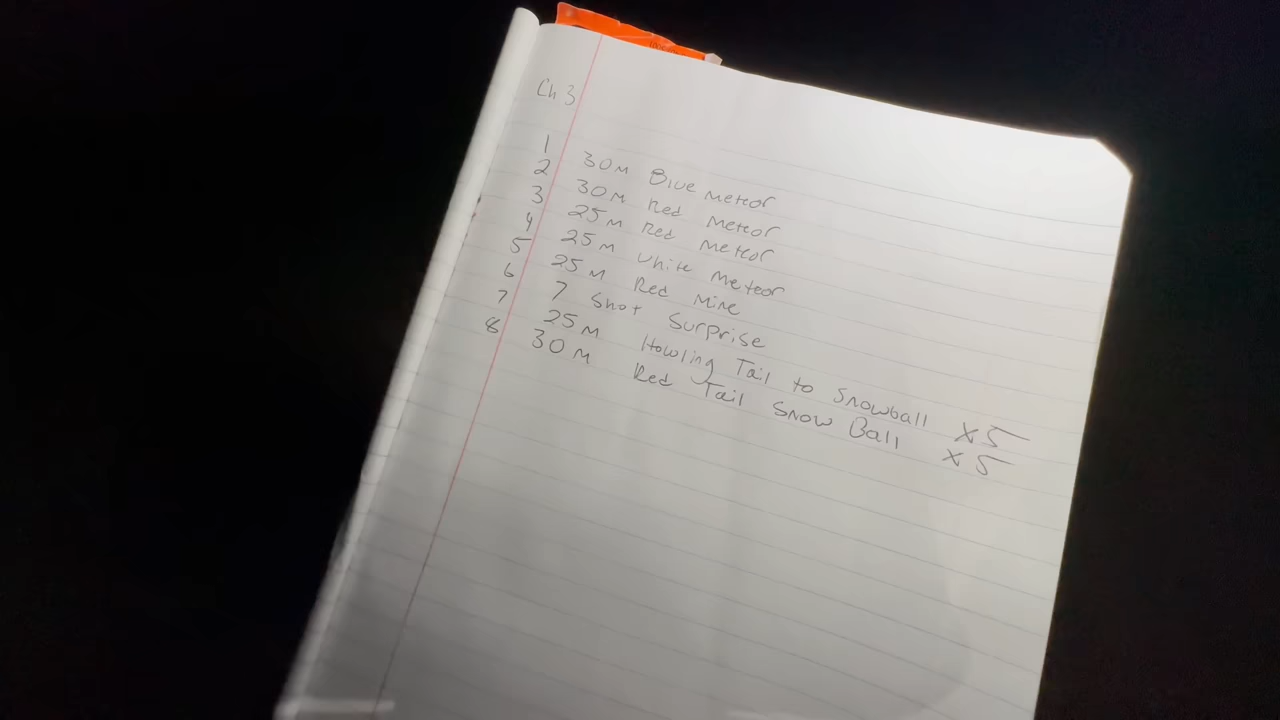 Ch 3
1 30M Blue Meteor
2 30M Red Meteor
3 25M Red Meteor
4 25M White Meteor
5 25M Red Mine
6 7 Shot Surprise
7 25M Howling Tail to Snowball x5
8 30M Red Tail Snow Ball x5